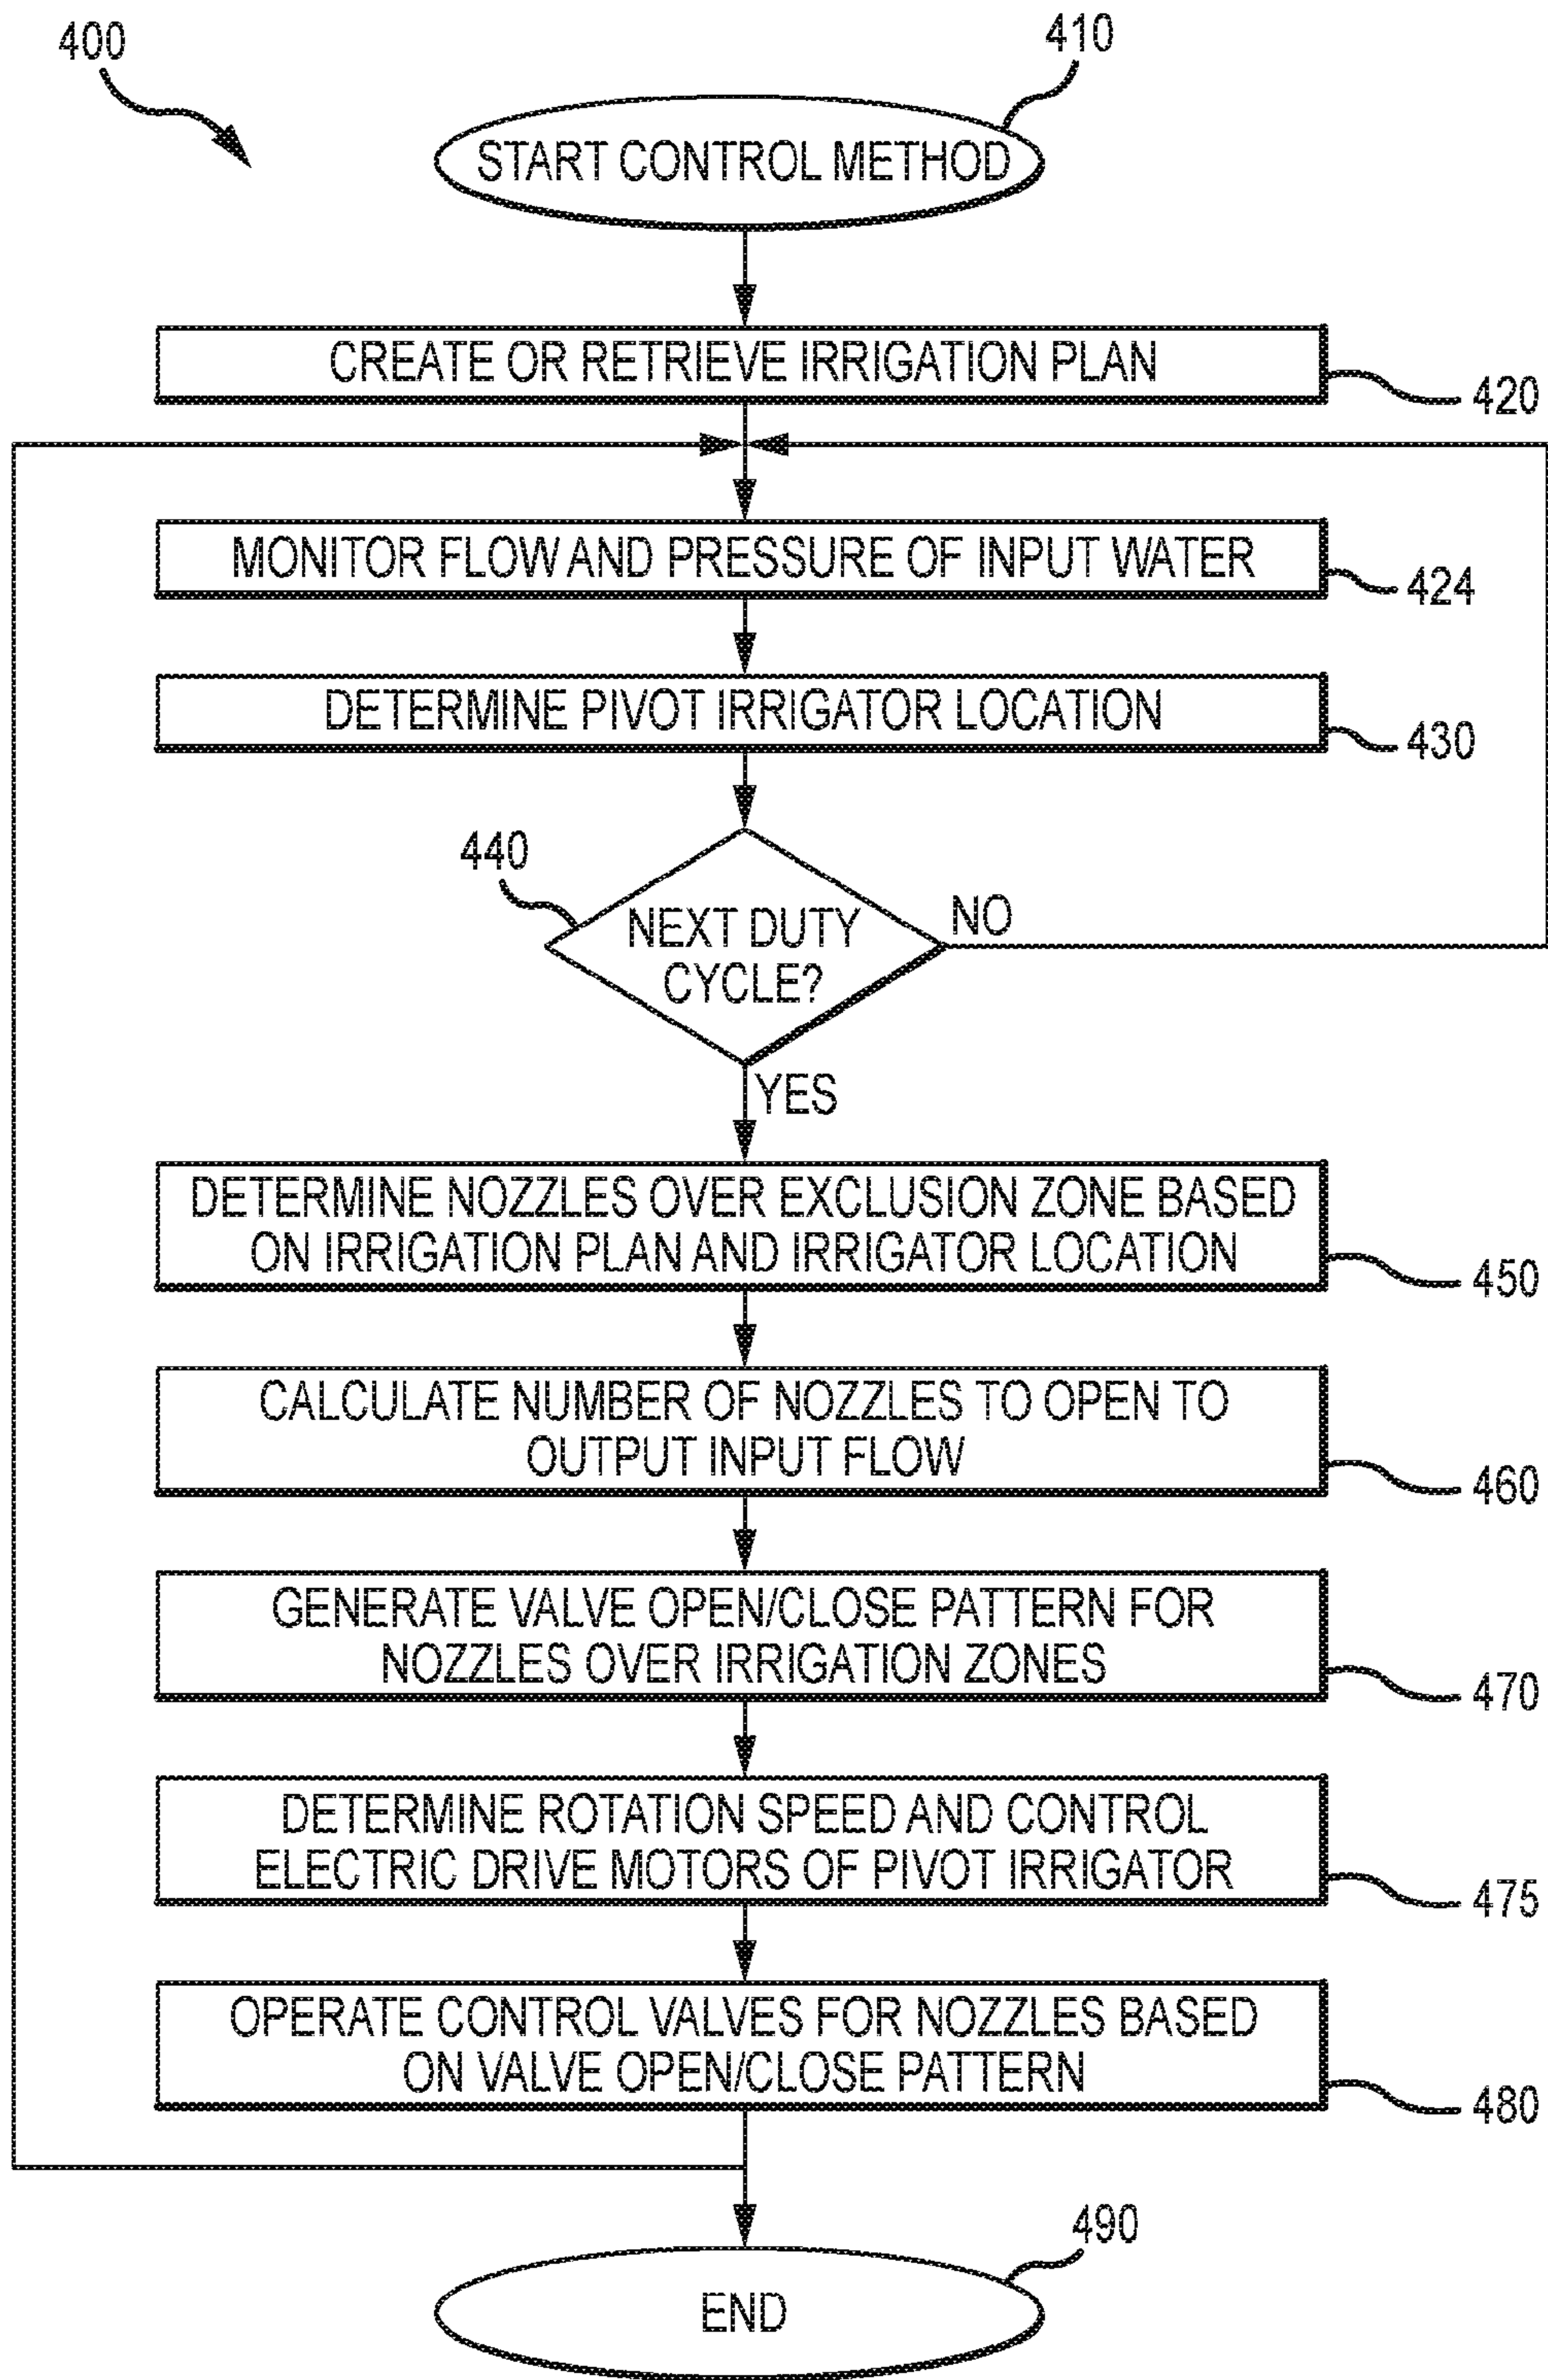 400
410
START CONTROL METHOD
CREATE OR RETRIEVE IRRIGATION PLAN
420
MONITOR FLOW AND PRESSURE OF INPUT WATER
424
DETERMINE PIVOT IRRIGATOR LOCATION
430
440
NEXT DUTY
CYCLE?
NO
YES
DETERMINE NOZZLES OVER EXCLUSION ZONE BASED
ON IRRIGATION PLAN AND IRRIGATOR LOCATION
450
CALCULATE NUMBER OF NOZZLES TO OPEN TO
OUTPUT INPUT FLOW
460
GENERATE VALVE OPEN/CLOSE PATTERN FOR
NOZZLES OVER IRRIGATION ZONES
470
DETERMINE ROTATION SPEED AND CONTROL
ELECTRIC DRIVE MOTORS OF PIVOT IRRIGATOR
475
OPERATE CONTROL VALVES FOR NOZZLES BASED
ON VALVE OPEN/CLOSE PATTERN
480
490
END